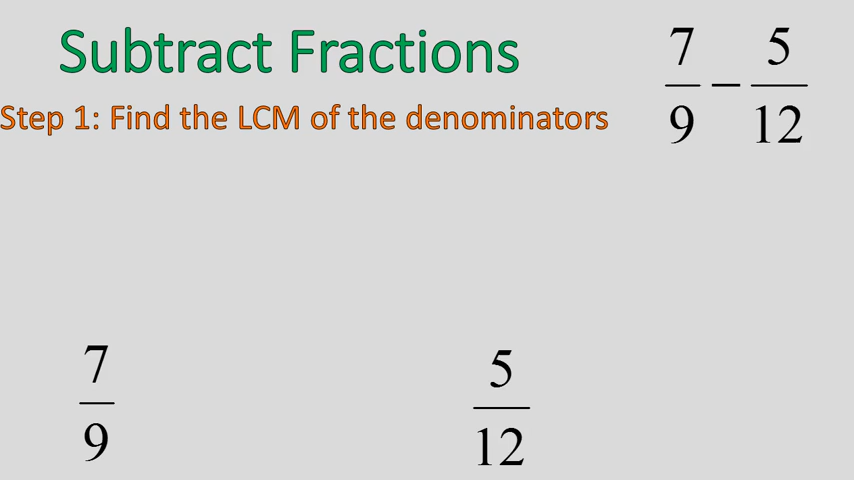 Subtract Fractions
Step 1: Find the LCM of the denominators
7/9 − 5/12
7/9
5/12